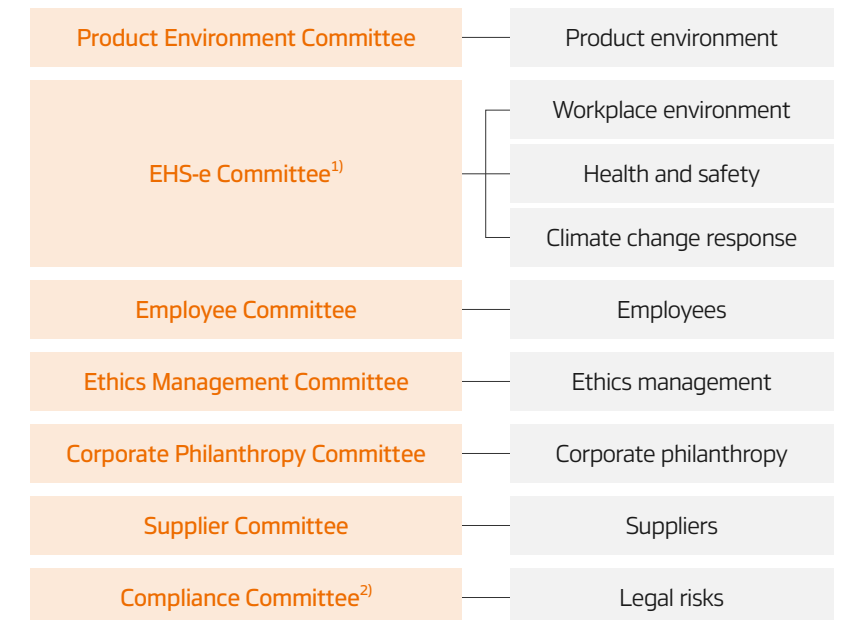 Product Environment Committee
Product environment
EHS-e Committee1)
Workplace environment
Health and safety
Climate change response
Employee Committee
Employees
Ethics Management Committee
Ethics management
Corporate Philanthropy Committee
Corporate philanthropy
Supplier Committee
Suppliers
Compliance Committee2)
Legal risks